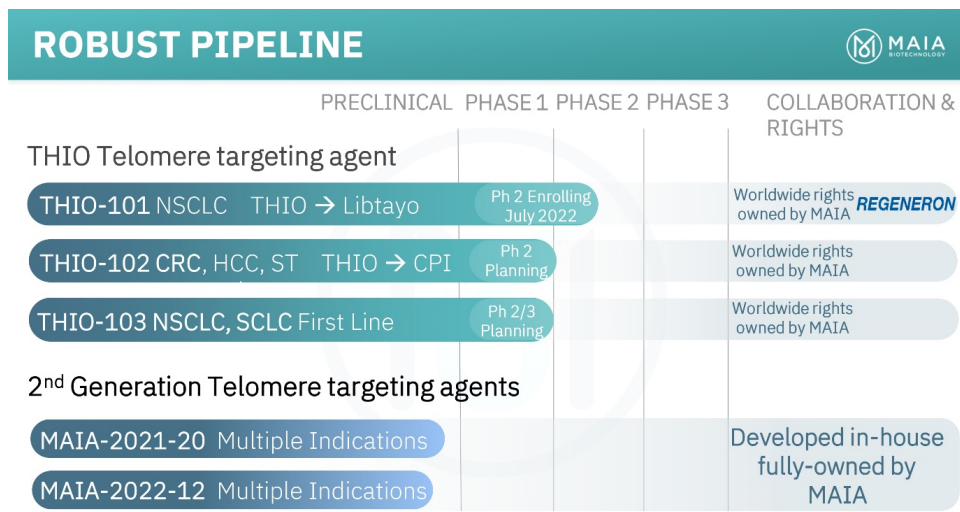 ROBUST PIPELINE
MAIA
BIOTECHNOLOGY
PRECLINICAL PHASE 1 PHASE 2 PHASE 3 COLLABORATION &
RIGHTS
THIO Telomere targeting agent
THIO-101 NSCLC THIO → Libtayo
Ph 2 Enrolling
July 2022
Worldwide rights
owned by MAIA
REGENERON
THIO-102 CRC, HCC, ST THIO → CPI
Ph 2
Planning
Worldwide rights
owned by MAIA
THIO-103 NSCLC, SCLC First Line
Ph 2/3
Planning
Worldwide rights
owned by MAIA
2nd Generation Telomere targeting agents
MAIA-2021-20 Multiple Indications
MAIA-2022-12 Multiple Indications
Developed in-house
fully-owned by
MAIA